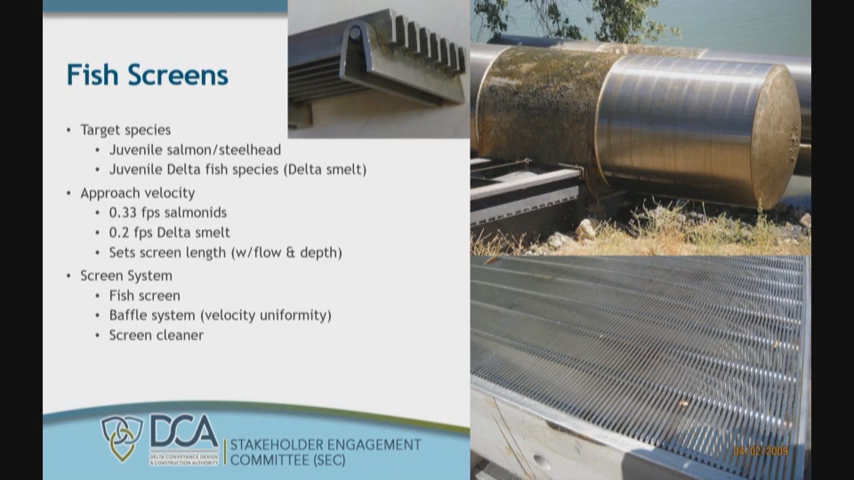 Fish Screens
• Target species
• Juvenile salmon/steelhead
• Juvenile Delta fish species (Delta smelt)
• Approach velocity
• 0.33 fps salmonids
• 0.2 fps Delta smelt
• Sets screen length (w/flow & depth)
• Screen System
• Fish screen
• Baffle system (velocity uniformity)
• Screen cleaner
DCA
DELTA CONVEYANCE DESIGN
& CONSTRUCTION AUTHORITY
STAKEHOLDER ENGAGEMENT
COMMITTEE (SEC)
04/02/2009